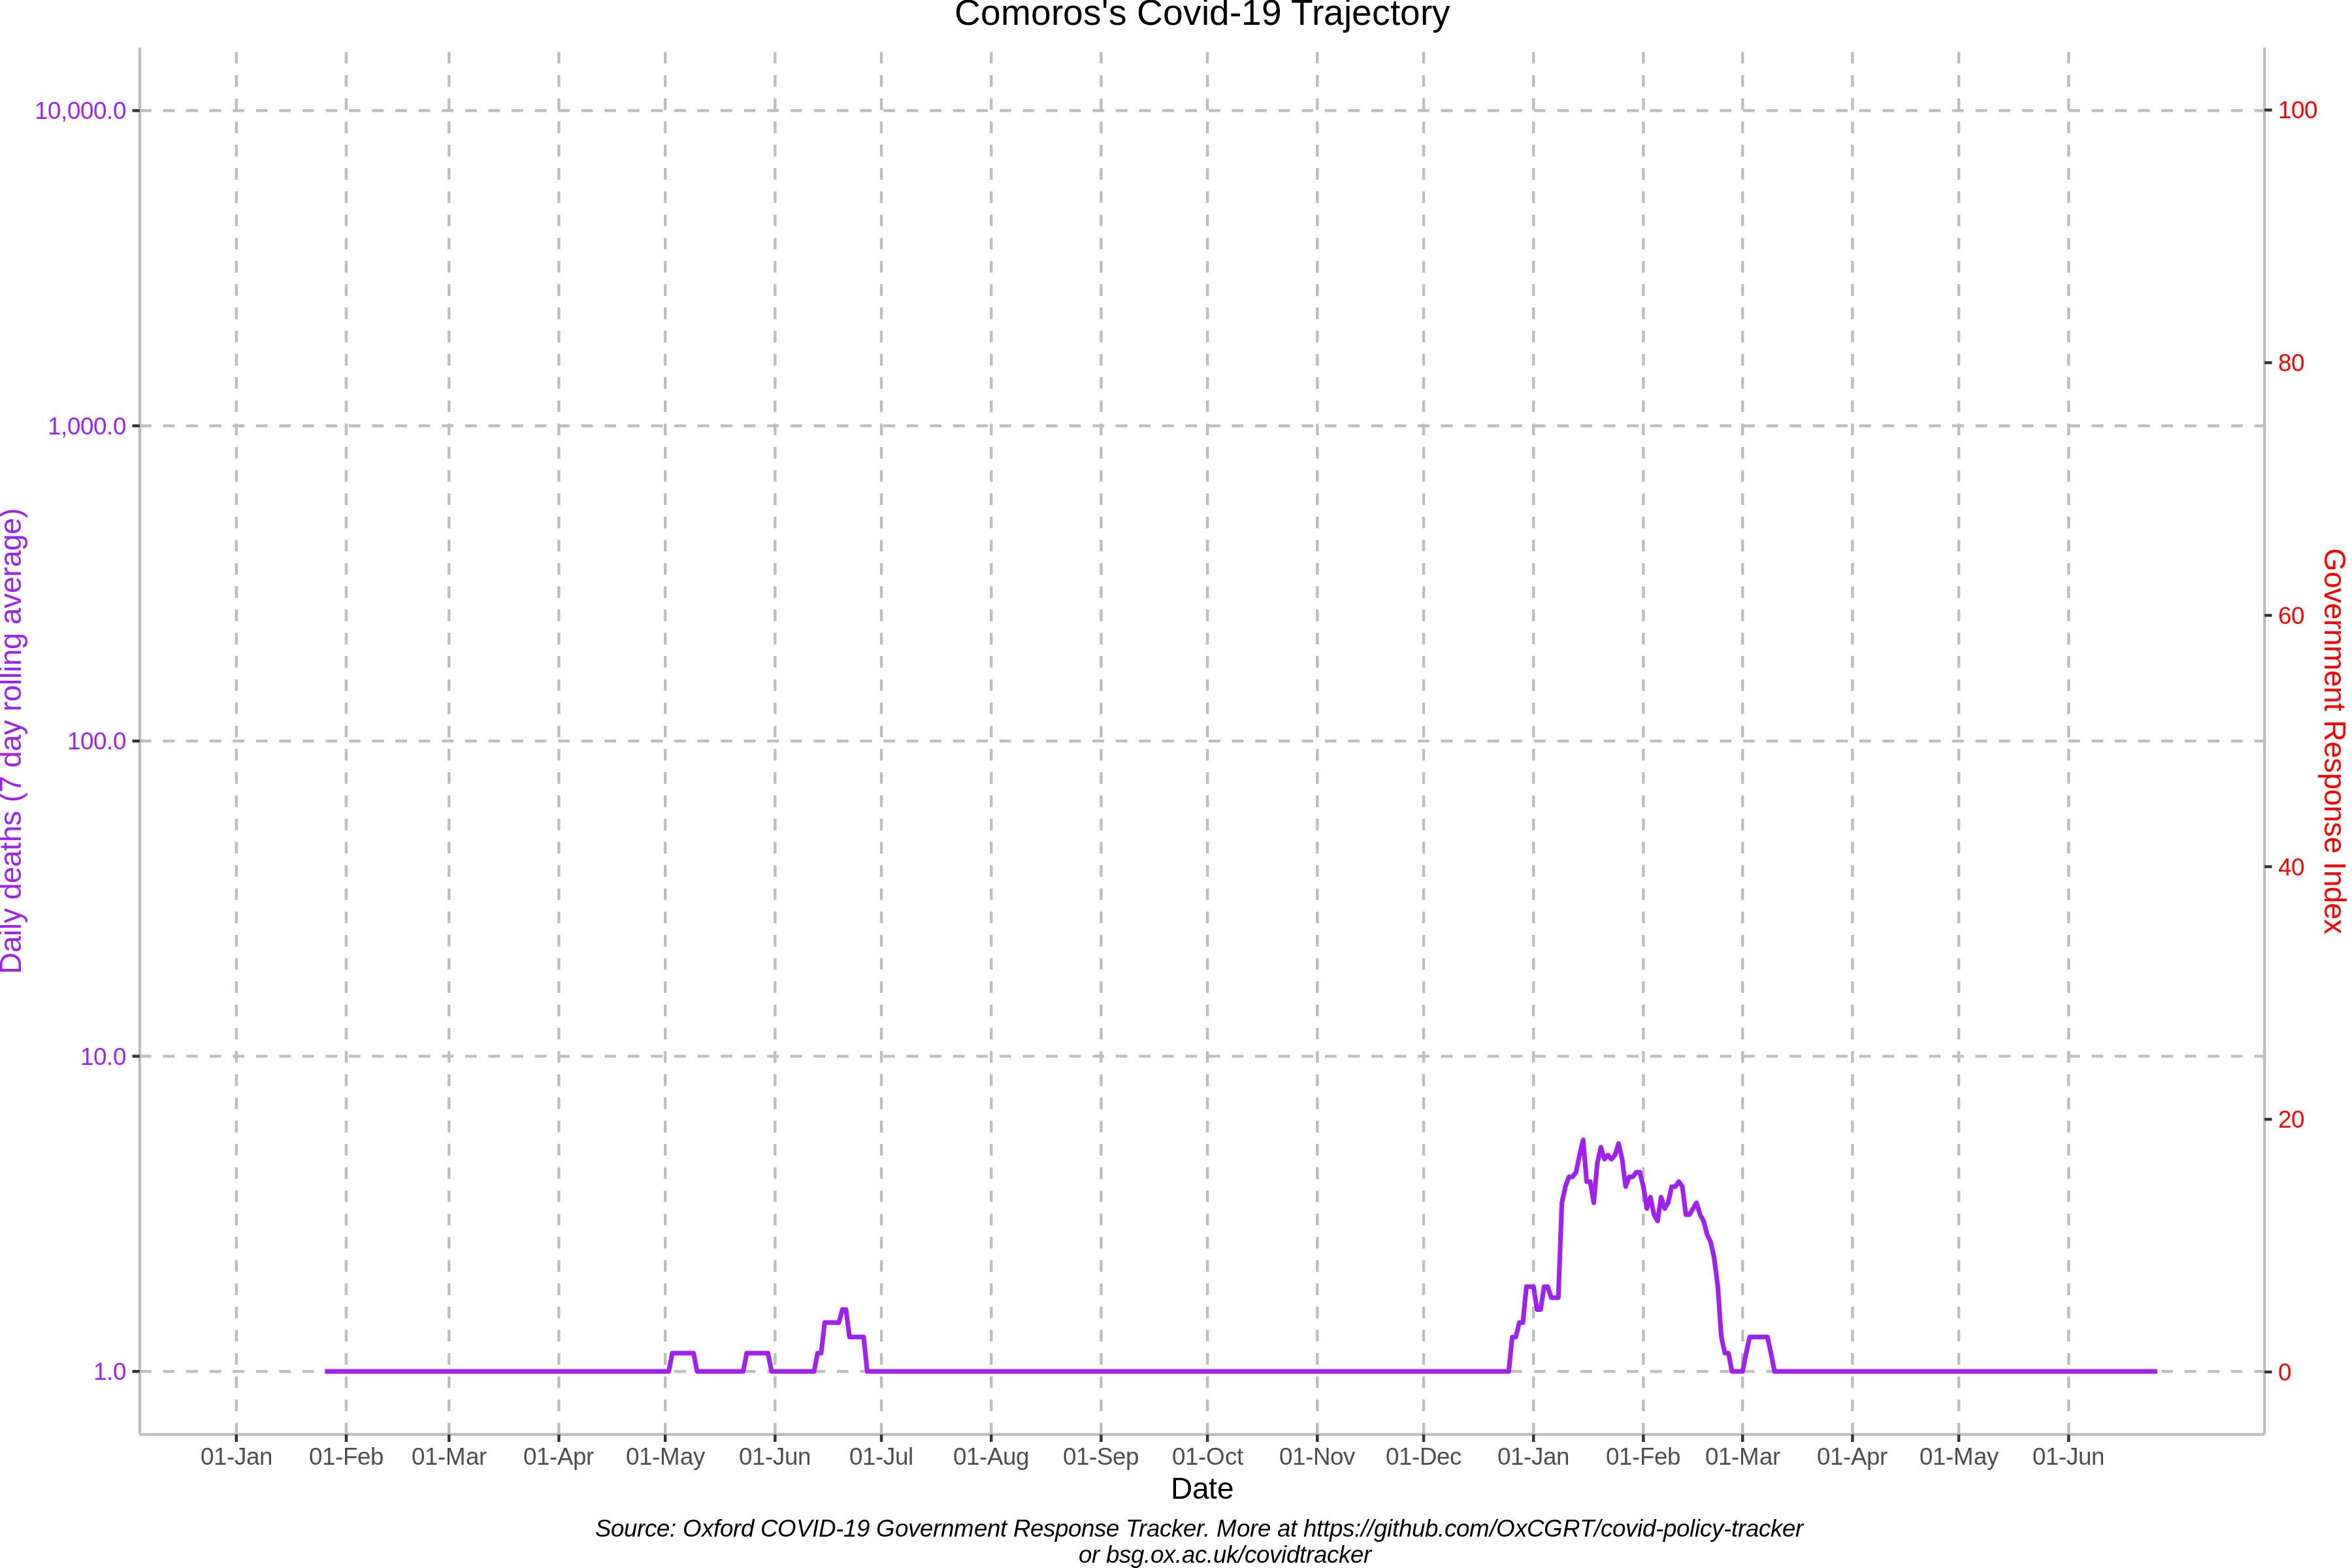 Comoros's Covid-19 Trajectory
10,000.0
1,000.0
100.0
10.0
1.0
Daily deaths (7 day rolling average)
100
80
60
40
20
0
Government Response Index
01-Jan 01-Feb 01-Mar 01-Apr 01-May 01-Jun 01-Jul 01-Aug 01-Sep 01-Oct 01-Nov 01-Dec 01-Jan 01-Feb 01-Mar 01-Apr 01-May 01-Jun
Date
Source: Oxford COVID-19 Government Response Tracker. More at https://github.com/OxCGRT/covid-policy-tracker
or bsg.ox.ac.uk/covidtracker